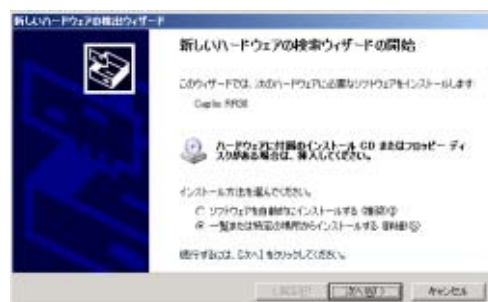 新しいハードウェアの検出ウィザード
新しいハードウェアの検索ウィザードの開始
このウィザードでは、次のハードウェアに必要なソフトウェアをインストールします:
Caplio RR30
ハードウェアに付属のインストール CD またはフロッピー ディ
スクがある場合は、挿入してください。
インストール方法を選んでください。
ソフトウェアを自動的にインストールする (推奨)(I)
一覧または特定の場所からインストールする (詳細)(S)
続行するには、[次へ] をクリックしてください。
< 戻る(B)
次へ(N) >
キャンセル